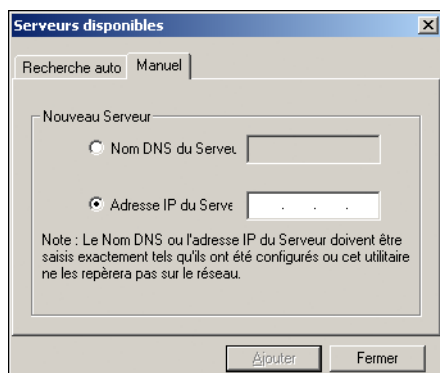 Serveurs disponibles
Recherche auto
Manuel
Nouveau Serveur
Nom DNS du Serveu
Adresse IP du Serve
. . .
Note : Le Nom DNS ou l'adresse IP du Serveur doivent être
saisis exactement tels qu'ils ont été configurés ou cet utilitaire
ne les repèrera pas sur le réseau.
Ajouter
Fermer